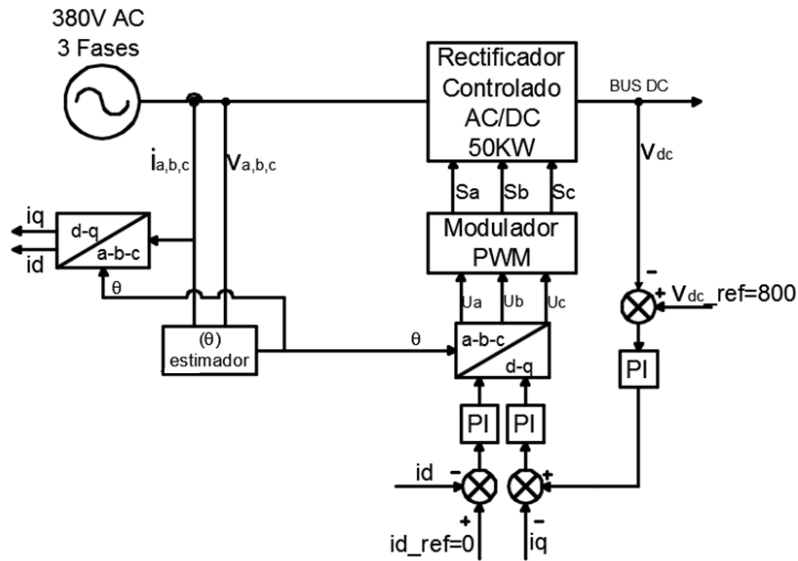 380V AC
3 Fases
Rectificador
Controlado
AC/DC
50KW
BUS DC
ia,b,c
va,b,c
vdc
Sa
Sb
Sc
iq
id
d-q
a-b-c
Modulador
PWM
θ
Ua
Ub
Uc
-
+
vdc_ref=800
(θ)
estimador
θ
a-b-c
d-q
PI
PI
PI
id
-
+
+
-
id_ref=0
iq